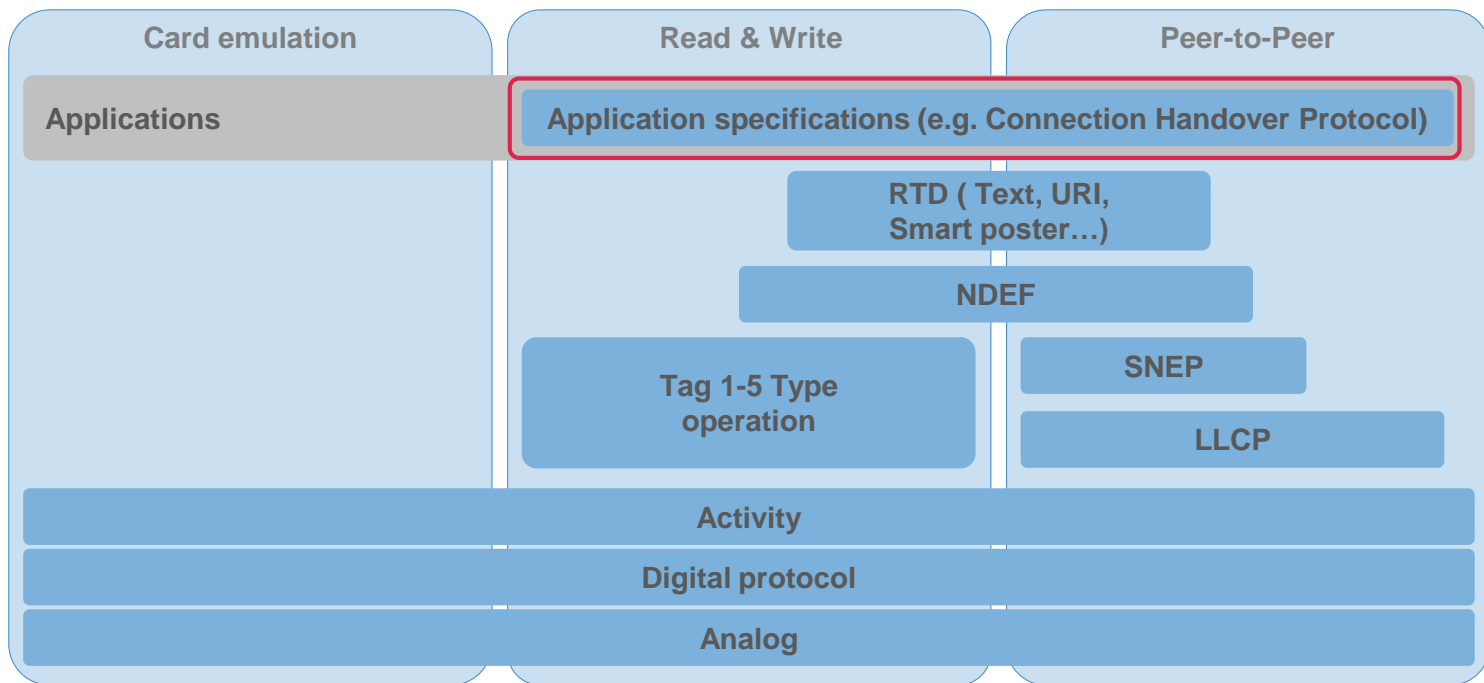 Card emulation
Read & Write
Peer-to-Peer
Applications
Application specifications (e.g. Connection Handover Protocol)
RTD ( Text, URI,
Smart poster…)
NDEF
Tag 1-5 Type
operation
SNEP
LLCP
Activity
Digital protocol
Analog